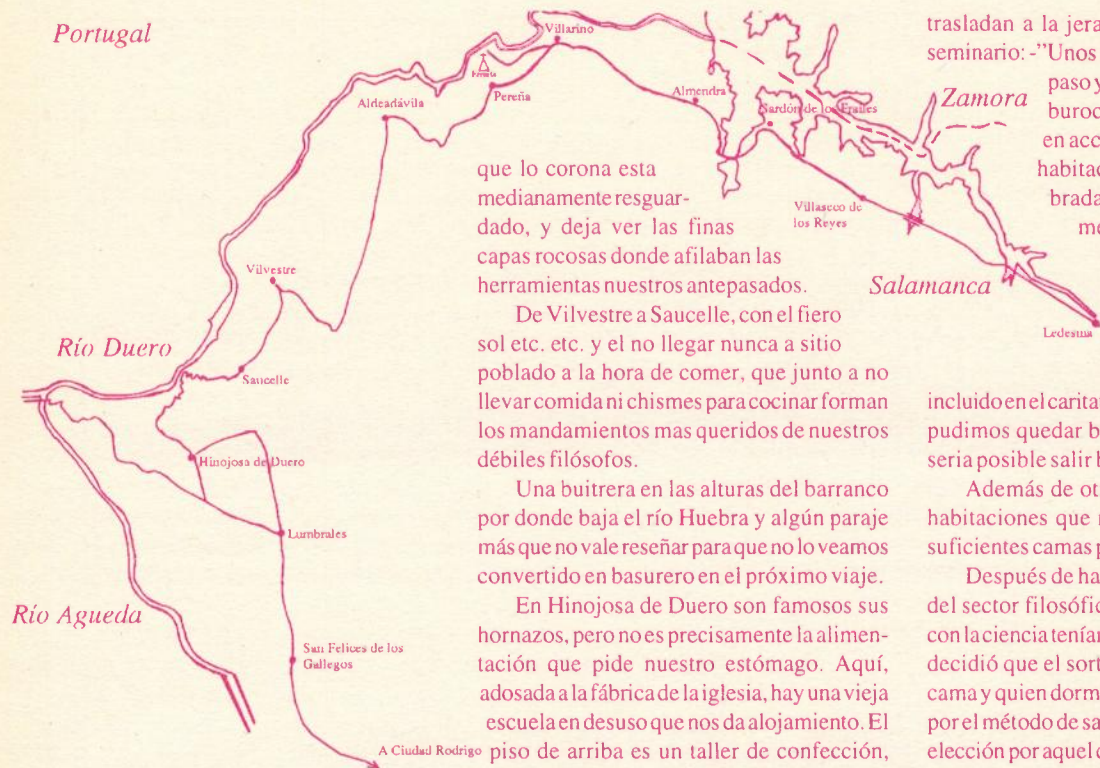 Portugal
Villarino
Pereña
Aldeadávila
Almendra
Sardón de los Frailes
Zamora
Villaseco de
los Reyes
Salamanca
Ledesma
Vilvestre
Río Duero
Saucelle
Hinojosa de Duero
Lumbrales
Río Agueda
San Felices de los
Gallegos
A Ciudad Rodrigo
que lo corona esta
medianamente resguar-
dado, y deja ver las finas
capas rocosas donde afilaban las
herramientas nuestros antepasados.
De Vilvestre a Saucelle, con el fiero
sol etc. etc. y el no llegar nunca a sitio
poblado a la hora de comer, que junto a no
llevar comida ni chismes para cocinar forman
los mandamientos mas queridos de nuestros
débiles filósofos.
Una buitrera en las alturas del barranco
por donde baja el río Huebra y algún paraje
más que no vale reseñar para que no lo veamos
convertido en basurero en el próximo viaje.
En Hinojosa de Duero son famosos sus
hornazos, pero no es precisamente la alimen-
tación que pide nuestro estómago. Aquí,
adosada a la fábrica de la iglesia, hay una vieja
escuela en desuso que nos da alojamiento. El
piso de arriba es un taller de confección,
trasladan a la jera
seminario: -"Unos
paso y
buroc
en acc
habitac
brada
me
incluido en el carita
pudimos quedar b
seria posible salir b
Además de ot
habitaciones que
suficientes camas p
Después de ha
del sector filosófic
con la ciencia tenían
decidió que el sort
cama y quien dorm
por el método de sa
elección por aquel